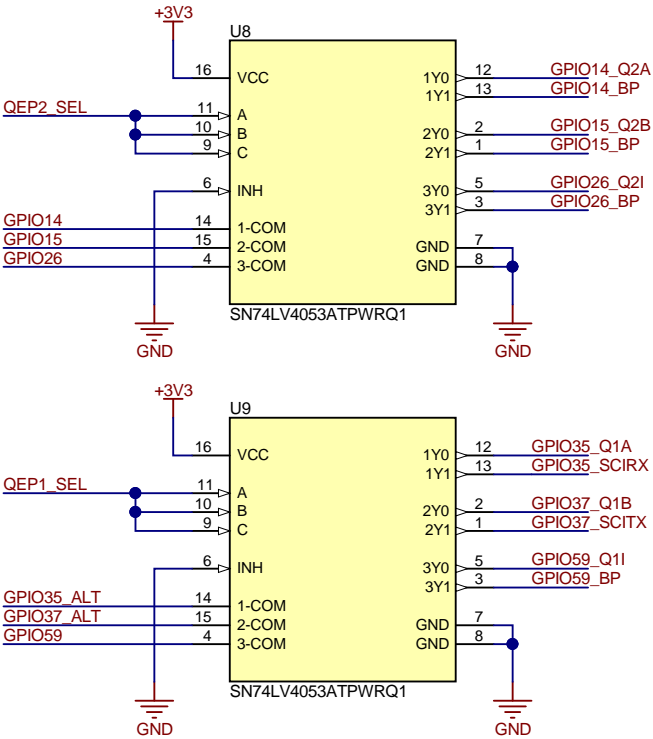 +3V3
U8
16 VCC 1Y0 12 GPIO14_Q2A
1Y1 13 GPIO14_BP
QEP2_SEL 11 A
10 B 2Y0 2 GPIO15_Q2B
9 C 2Y1 1 GPIO15_BP
6 INH 3Y0 5 GPIO26_Q2I
3Y1 3 GPIO26_BP
GPIO14 14 1-COM
GPIO15 15 2-COM GND 7
GPIO26 4 3-COM GND 8
SN74LV4053ATPWRQ1
GND GND
+3V3
U9
16 VCC 1Y0 12 GPIO35_Q1A
1Y1 13 GPIO35_SCIRX
QEP1_SEL 11 A
10 B 2Y0 2 GPIO37_Q1B
9 C 2Y1 1 GPIO37_SCITX
6 INH 3Y0 5 GPIO59_Q1I
3Y1 3 GPIO59_BP
GPIO35_ALT 14 1-COM
GPIO37_ALT 15 2-COM GND 7
GPIO59 4 3-COM GND 8
SN74LV4053ATPWRQ1
GND GND